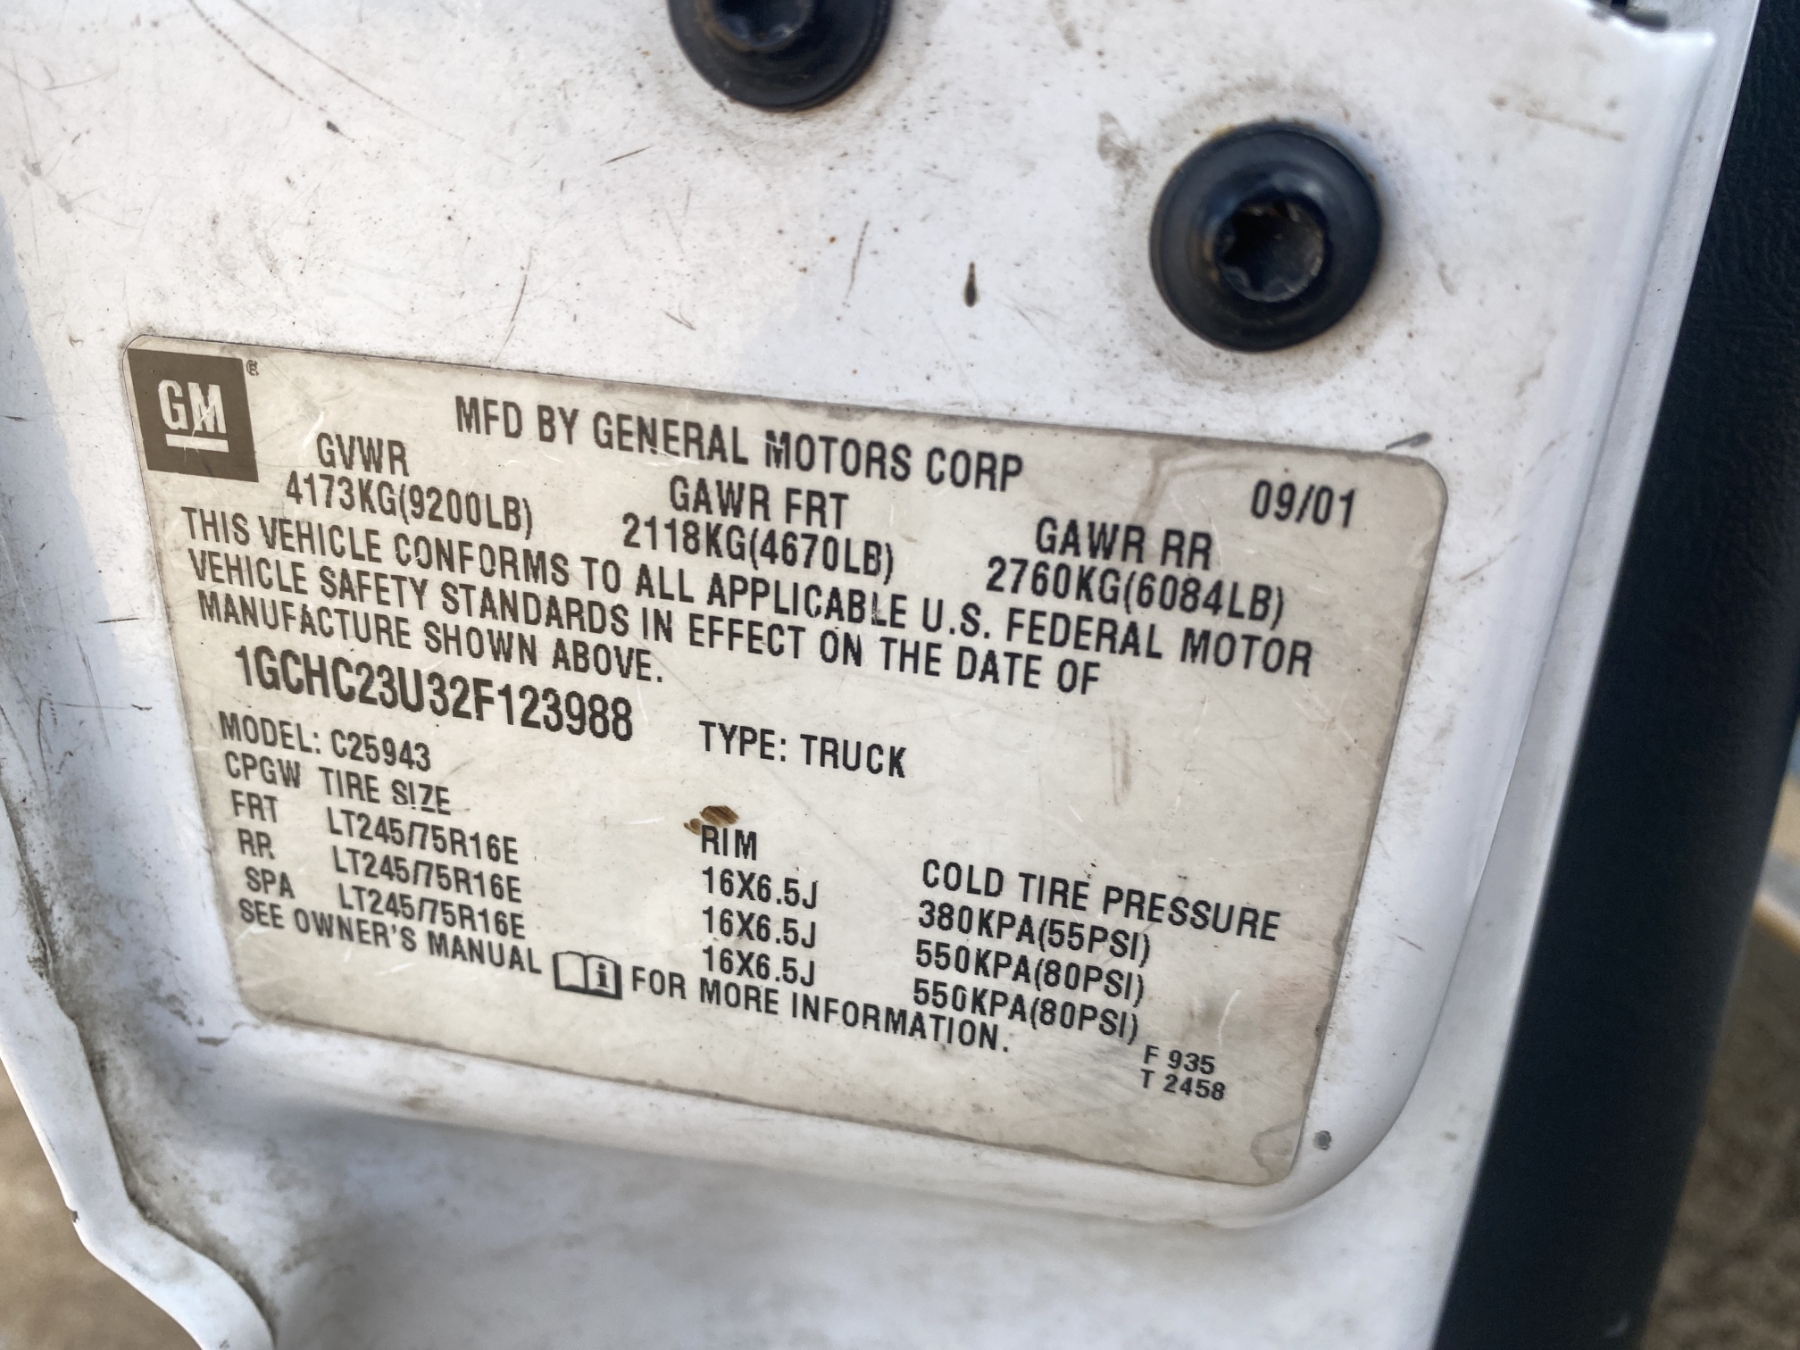 GM®
MFD BY GENERAL MOTORS CORP 09/01
GVWR GAWR FRT GAWR RR
4173KG(9200LB) 2118KG(4670LB) 2760KG(6084LB)
THIS VEHICLE CONFORMS TO ALL APPLICABLE U.S. FEDERAL MOTOR
VEHICLE SAFETY STANDARDS IN EFFECT ON THE DATE OF
MANUFACTURE SHOWN ABOVE.
1GCHC23U32F123988 TYPE: TRUCK
MODEL: C25943
CPGW TIRE SIZE RIM COLD TIRE PRESSURE
FRT LT245/75R16E 16X6.5J 380KPA(55PSI)
RR LT245/75R16E 16X6.5J 550KPA(80PSI)
SPA LT245/75R16E 16X6.5J 550KPA(80PSI)
SEE OWNER'S MANUAL FOR MORE INFORMATION.
F 935
T 2458